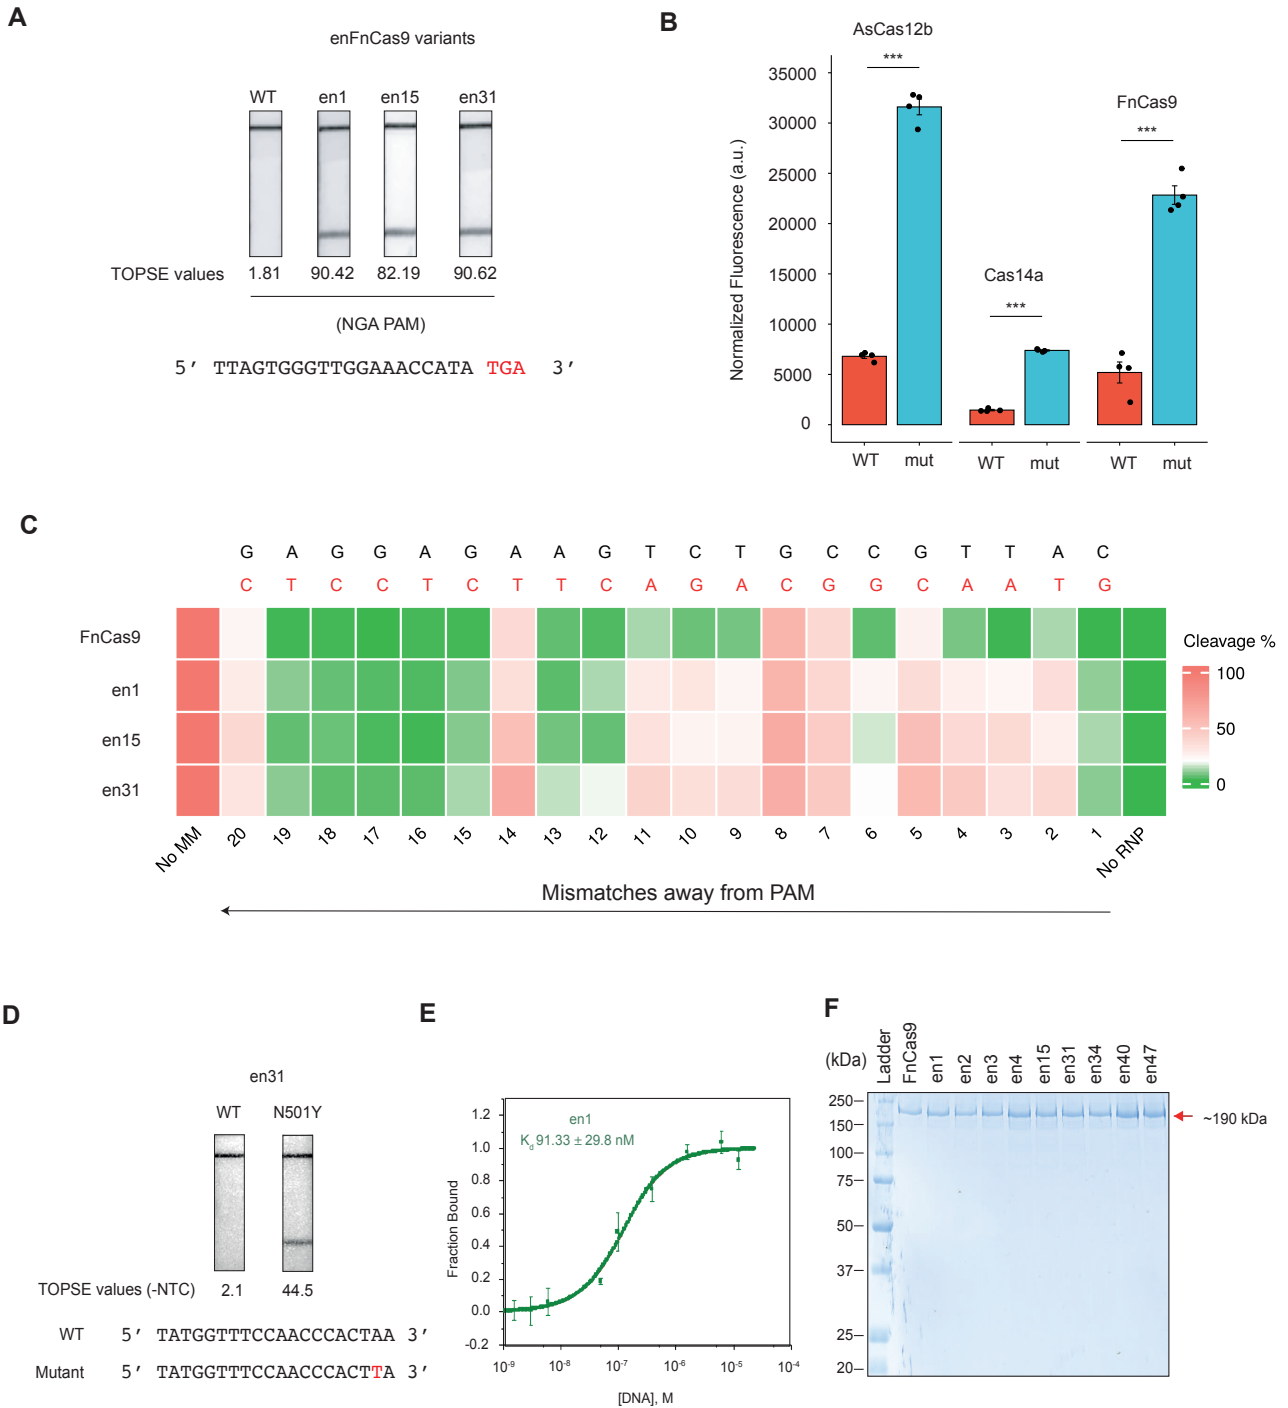 A
enFnCas9 variants
WT en1 en15 en31
TOPSE values 1.81 90.42 82.19 90.62
(NGA PAM)
5′ TTAGTGGGTTGGAAACCATA TGA 3′
B
AsCas12b
***
FnCas9
***
Cas14a
***
Normalized Fluorescence (a.u.)
35000
30000
25000
20000
15000
10000
5000
0
WT mut WT mut WT mut
C
G A G G A G A A G T C T G C C G T T A C
C T C C T C T T C A G A C G G C A A T G
FnCas9
en1
en15
en31
Cleavage %
100
50
0
No MM 20 19 18 17 16 15 14 13 12 11 10 9 8 7 6 5 4 3 2 1 No RNP
Mismatches away from PAM
D
en31
WT N501Y
TOPSE values (-NTC) 2.1 44.5
WT 5′ TATGGTTTCCAACCCACTAA 3′
Mutant 5′ TATGGTTTCCAACCCACTTA 3′
E
en1
Kd 91.33 ± 29.8 nM
Fraction Bound
1.2
1.0
0.8
0.6
0.4
0.2
0.0
-0.2
10-9 10-8 10-7 10-6 10-5 10-4
[DNA], M
F
(kDa) Ladder FnCas9 en1 en2 en3 en4 en15 en31 en34 en40 en47
250
150
100
75
50
37
25
20
~190 kDa